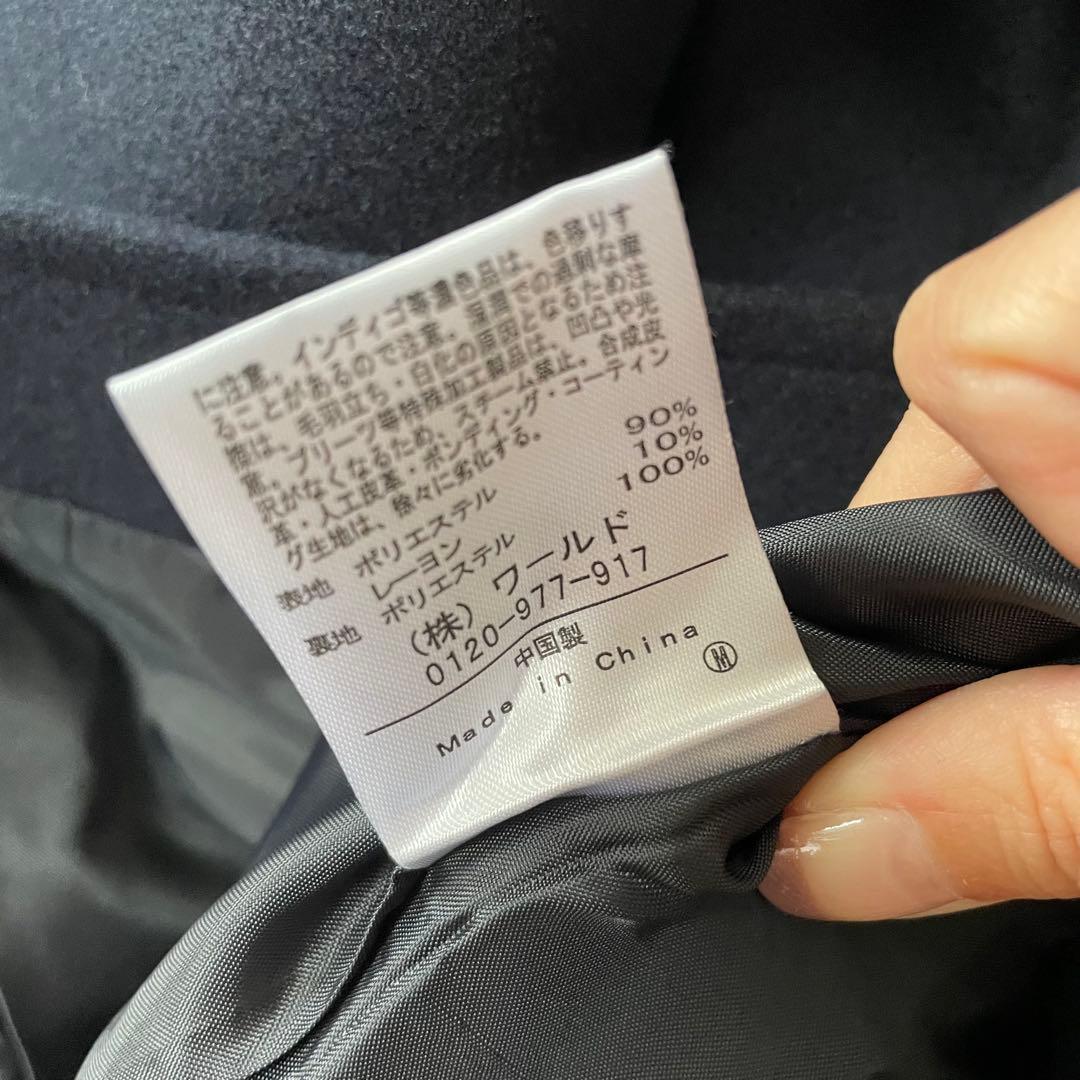 に注意。インディゴ等濃色品は、色移りす
ることがあるので注意。湿潤での過剰な摩
擦は、毛羽立ち・白化の原因となるため注
意。プリーツ等特殊加工製品は、凹凸や光
沢がなくなるため、スチーム禁止。合成皮
革・人工皮革・ボンディング・コーティン
グ生地は、徐々に劣化する。
表地 ポリエステル 90%
レーヨン 10%
裏地 ポリエステル 100%
(株)ワールド
0120-977-917
中国製
Made in China
M